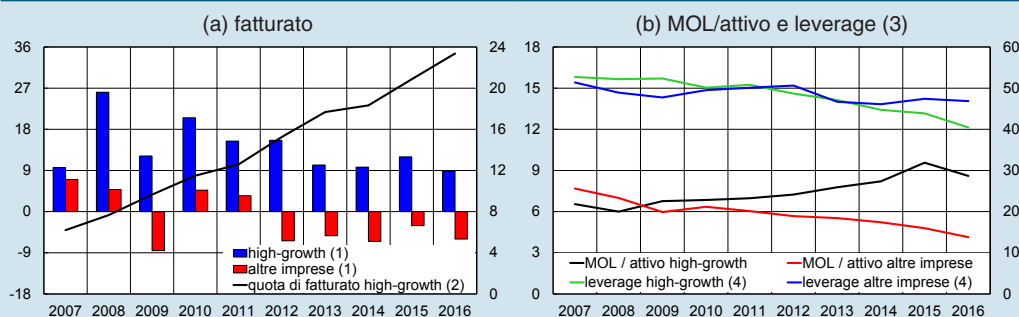 (a) fatturato
36
27
18
9
0
-9
-18
24
20
16
12
8
4
0
high-growth (1)
altre imprese (1)
quota di fatturato high-growth (2)
2007 2008 2009 2010 2011 2012 2013 2014 2015 2016
(b) MOL/attivo e leverage (3)
18
15
12
9
6
3
0
60
50
40
30
20
10
0
MOL / attivo high-growth
MOL / attivo altre imprese
leverage high-growth (4)
leverage altre imprese (4)
2007 2008 2009 2010 2011 2012 2013 2014 2015 2016